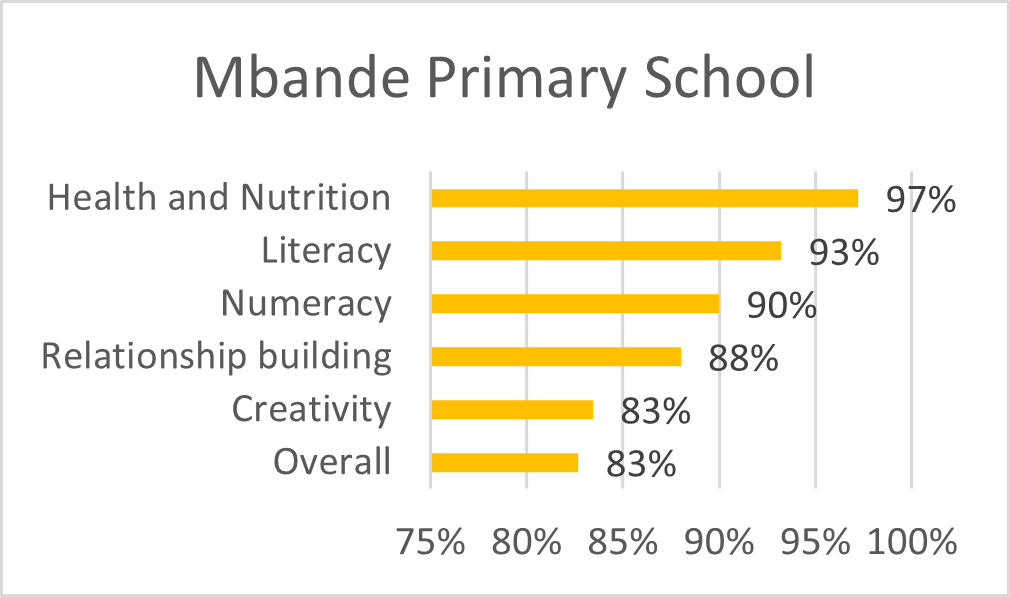 Mbande Primary School
Health and Nutrition 97%
Literacy 93%
Numeracy 90%
Relationship building 88%
Creativity 83%
Overall 83%
75% 80% 85% 90% 95% 100%